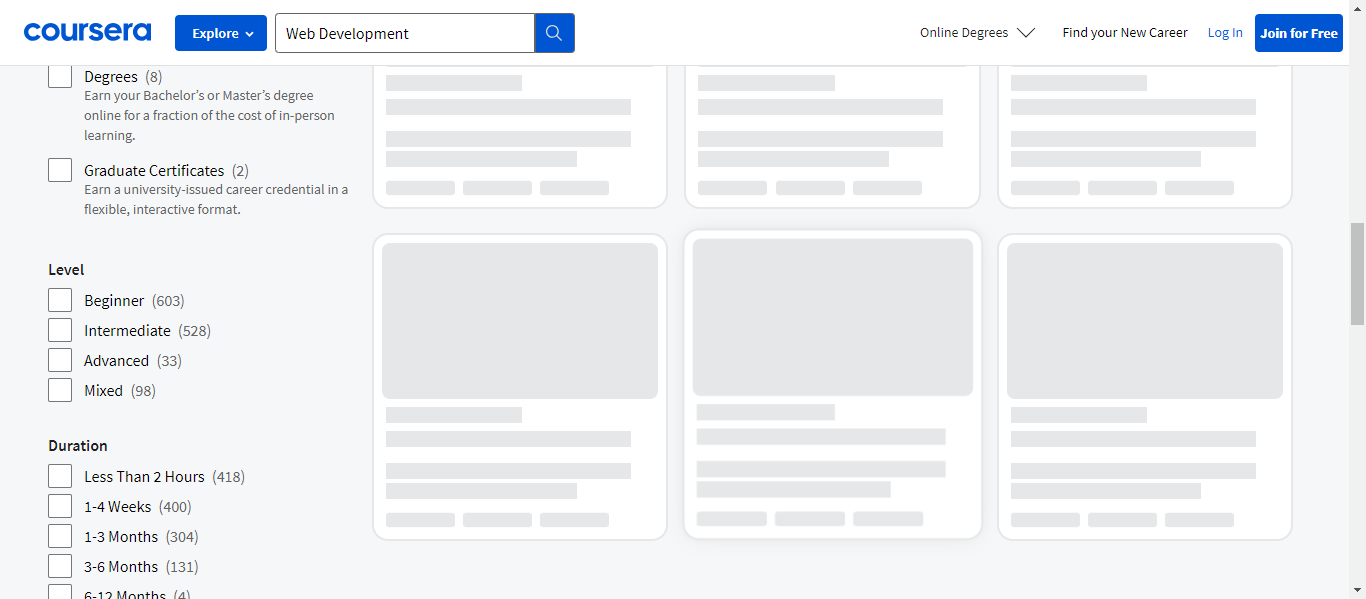 coursera
Explore
Web Development
Online Degrees
Find your New Career
Log In
Join for Free
Degrees (8)
Earn your Bachelor's or Master's degree
online for a fraction of the cost of in-person
learning.
Graduate Certificates (2)
Earn a university-issued career credential in a
flexible, interactive format.
Level
Beginner (603)
Intermediate (528)
Advanced (33)
Mixed (98)
Duration
Less Than 2 Hours (418)
1-4 Weeks (400)
1-3 Months (304)
3-6 Months (131)
6-12 Months (4)